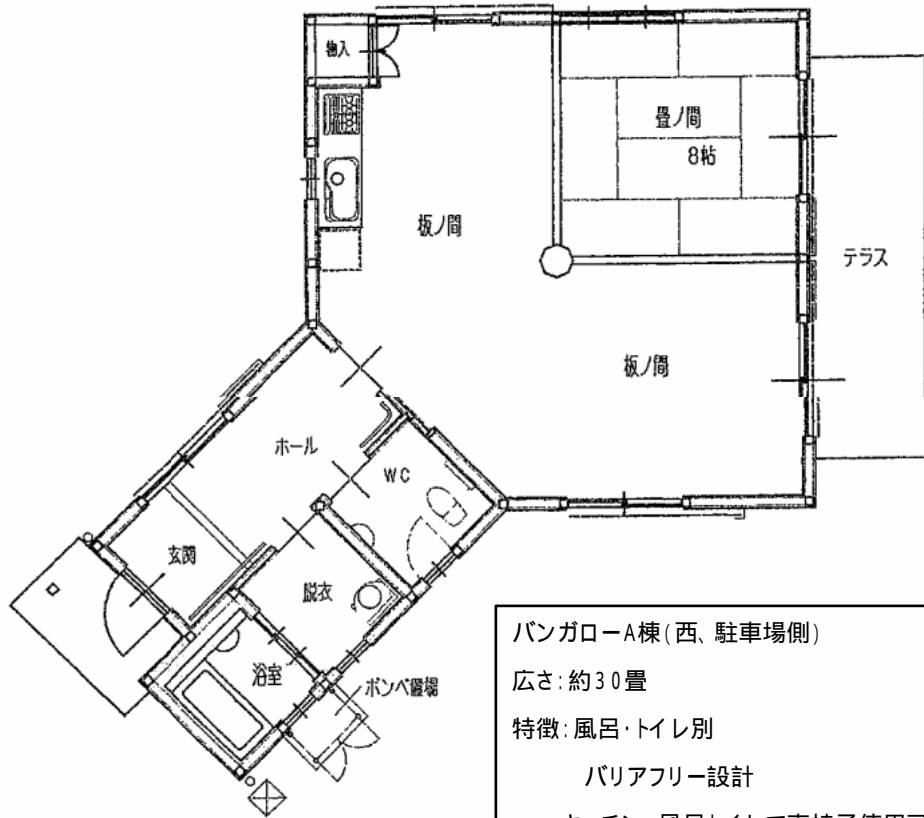 物入
畳ノ間
8帖
板ノ間
テラス
板ノ間
ホール
WC
玄関
脱衣
浴室
ボンベ置場
バンガローA棟(西、駐車場側)
広さ:約30畳
特徴:風呂・トイレ別
バリアフリー設計